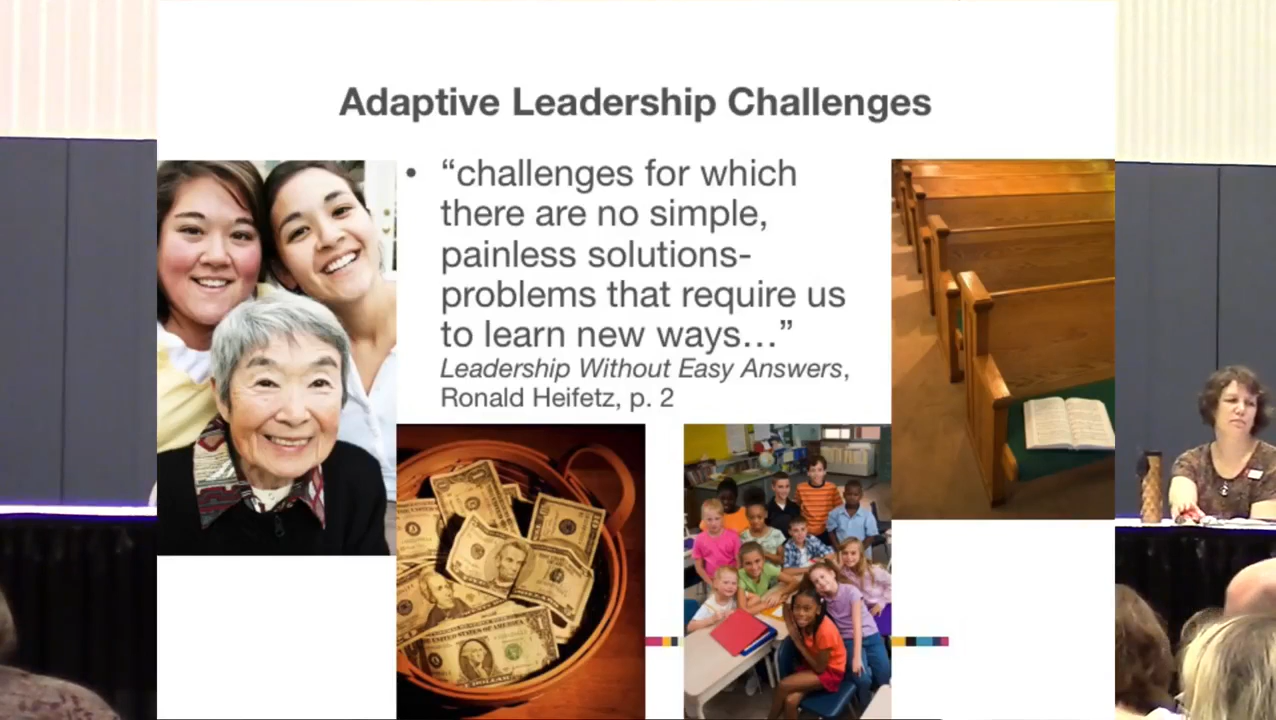 Adaptive Leadership Challenges
• “challenges for which
there are no simple,
painless solutions-
problems that require us
to learn new ways…”
Leadership Without Easy Answers,
Ronald Heifetz, p. 2